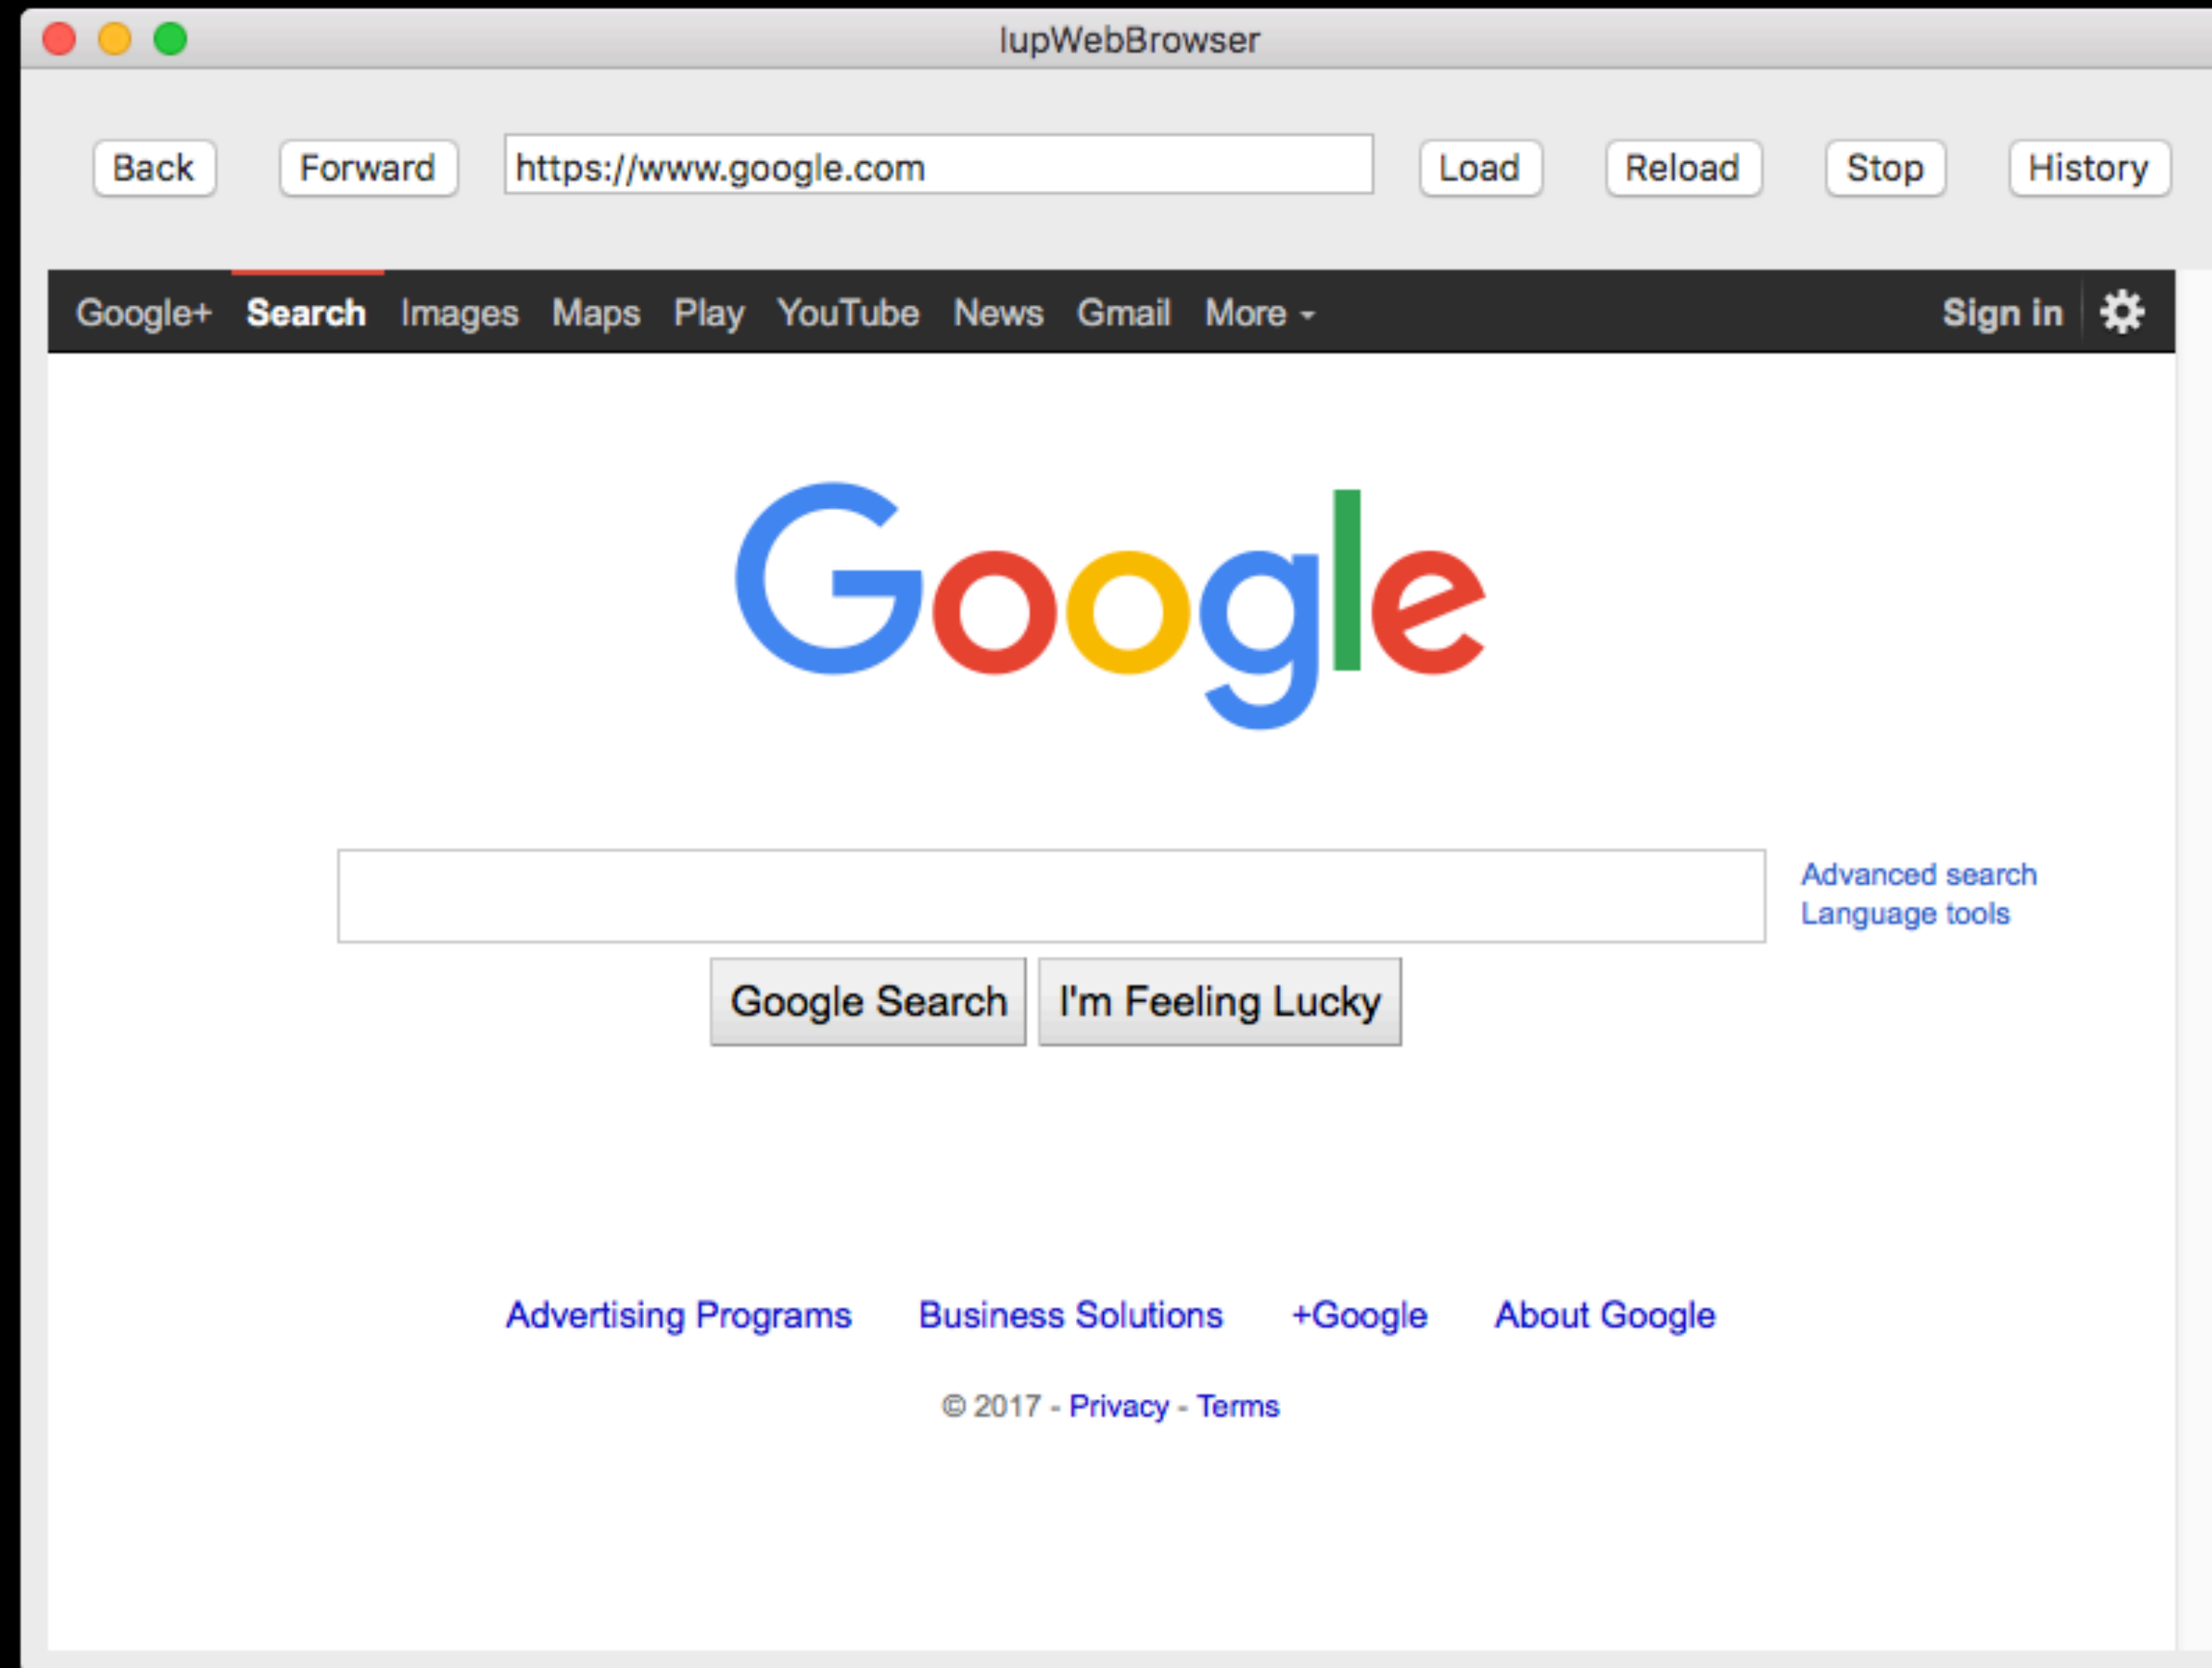 IupWebBrowser
Back Forward https://www.google.com Load Reload Stop History
Google+ Search Images Maps Play YouTube News Gmail More Sign in
Google
Advanced search
Language tools
Google Search I'm Feeling Lucky
Advertising Programs Business Solutions +Google About Google
© 2017 - Privacy - Terms